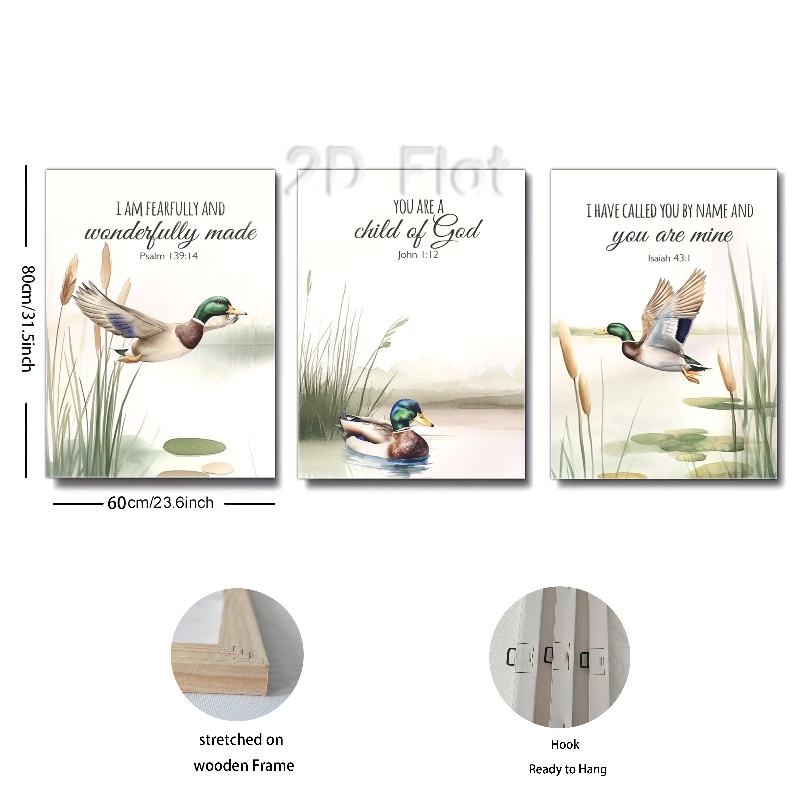 2D Flat
I AM FEARFULLY AND
wonderfully made
Psalm 139:14
YOU ARE A
child of God
John 1:12
I HAVE CALLED YOU BY NAME AND
you are mine
Isaiah 43:1
80cm/31.5inch
60cm/23.6inch
stretched on
wooden Frame
Hook
Ready to Hang